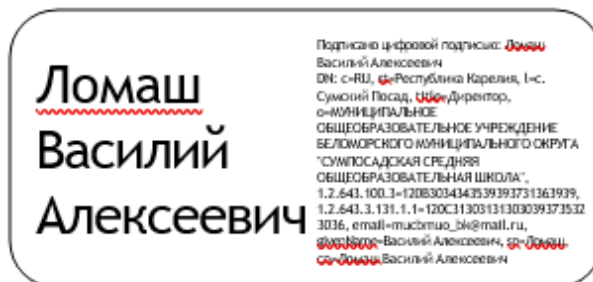 Ломаш
Василий
Алексеевич
Подписано цифровой подписью: Ломаш
Василий Алексеевич
DN: c=RU, st=Республика Карелия, l=с.
Сумский Посад, title=Директор,
o=МУНИЦИПАЛЬНОЕ
ОБЩЕОБРАЗОВАТЕЛЬНОЕ УЧРЕЖДЕНИЕ
БЕЛОМОРСКОГО МУНИЦИПАЛЬНОГО ОКРУГА
"СУМПОСАДСКАЯ СРЕДНЯЯ
ОБЩЕОБРАЗОВАТЕЛЬНАЯ ШКОЛА",
1.2.643.100.3=120B3034343539393731363939,
1.2.643.3.131.1.1=120C31303131303039373532
3036, email=mucbmuo_bk@mail.ru,
givenName=Василий Алексеевич, sn=Ломаш,
cn=Ломаш Василий Алексеевич